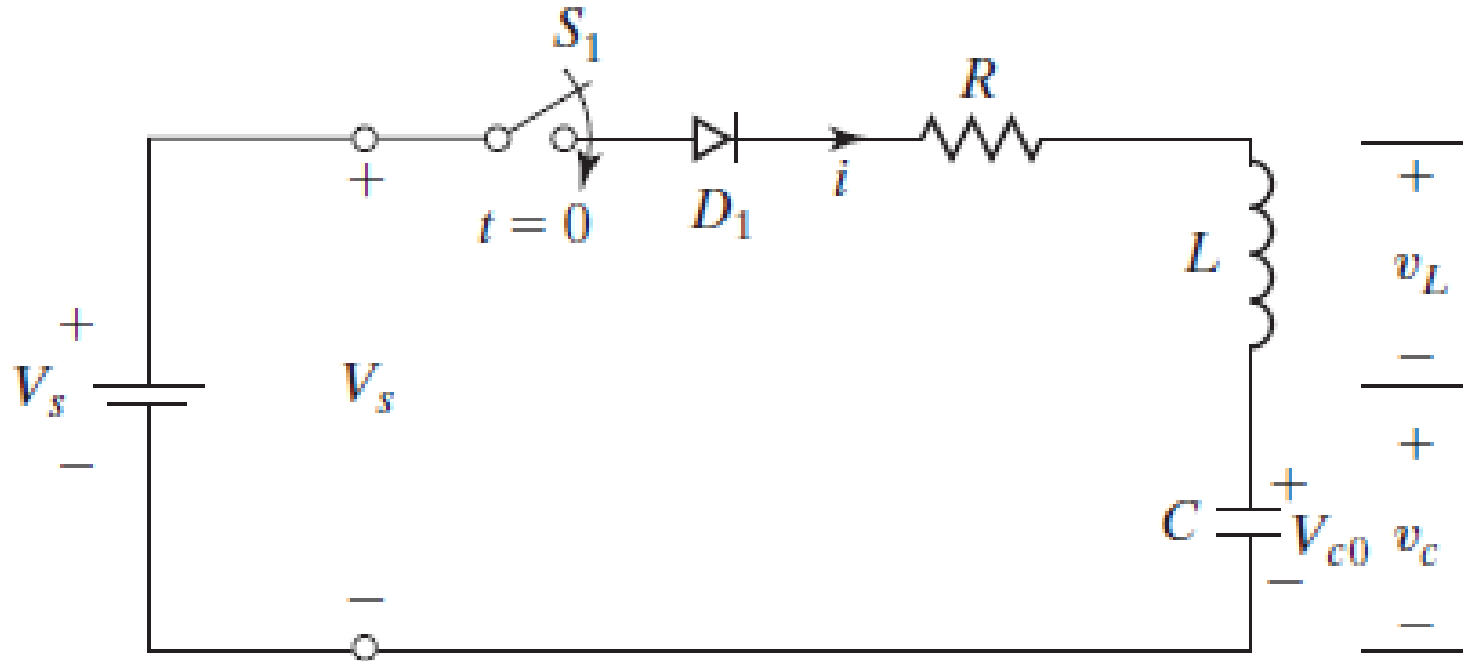 S1
R
+
t = 0
D1
i
+
L
vL
+
Vs
Vs
−
+
−
+
C
Vc0
vc
−
−
−